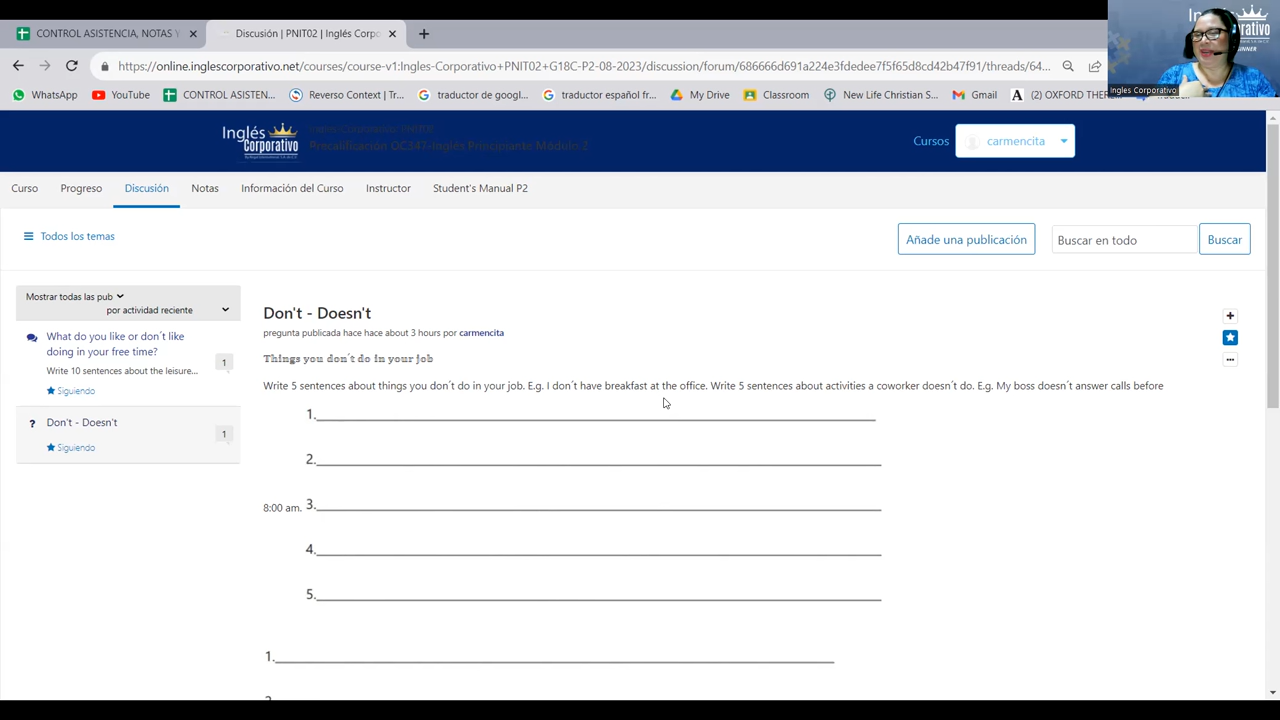 CONTROL ASISTENCIA, NOTAS Y
Discusión | PNIT02 | Inglés Corpo
https://online.inglescorporativo.net/courses/course-v1:Ingles-Corporativo+PNIT02+G18C-P2-08-2023/discussion/forum/686666d691a224e3fdedee7f5f65d8cd42b47f91/threads/64...
WhatsApp
YouTube
CONTROL ASISTEN...
Reverso Context | Tr...
traductor de googl...
traductor español fr...
My Drive
Classroom
New Life Christian S...
Gmail
(2) OXFORD THE
Ingles Corporativo
Inglés
Corporativo
Precalificación OC347-Inglés Principiante Módulo 2
Cursos
carmencita
Curso
Progreso
Discusión
Notas
Información del Curso
Instructor
Student's Manual P2
Todos los temas
Añade una publicación
Buscar en todo
Buscar
Mostrar todas las pub
por actividad reciente
What do you like or don´t like
doing in your free time?
Write 10 sentences about the leisure...
1
Siguiendo
Don't - Doesn't
1
Siguiendo
Don't - Doesn't
pregunta publicada hace hace about 3 hours por carmencita
Things you don´t do in your job
Write 5 sentences about things you don´t do in your job. E.g. I don´t have breakfast at the office. Write 5 sentences about activities a coworker doesn´t do. E.g. My boss doesn´t answer calls before
1.
2.
8:00 am. 3.
4.
5.
1.